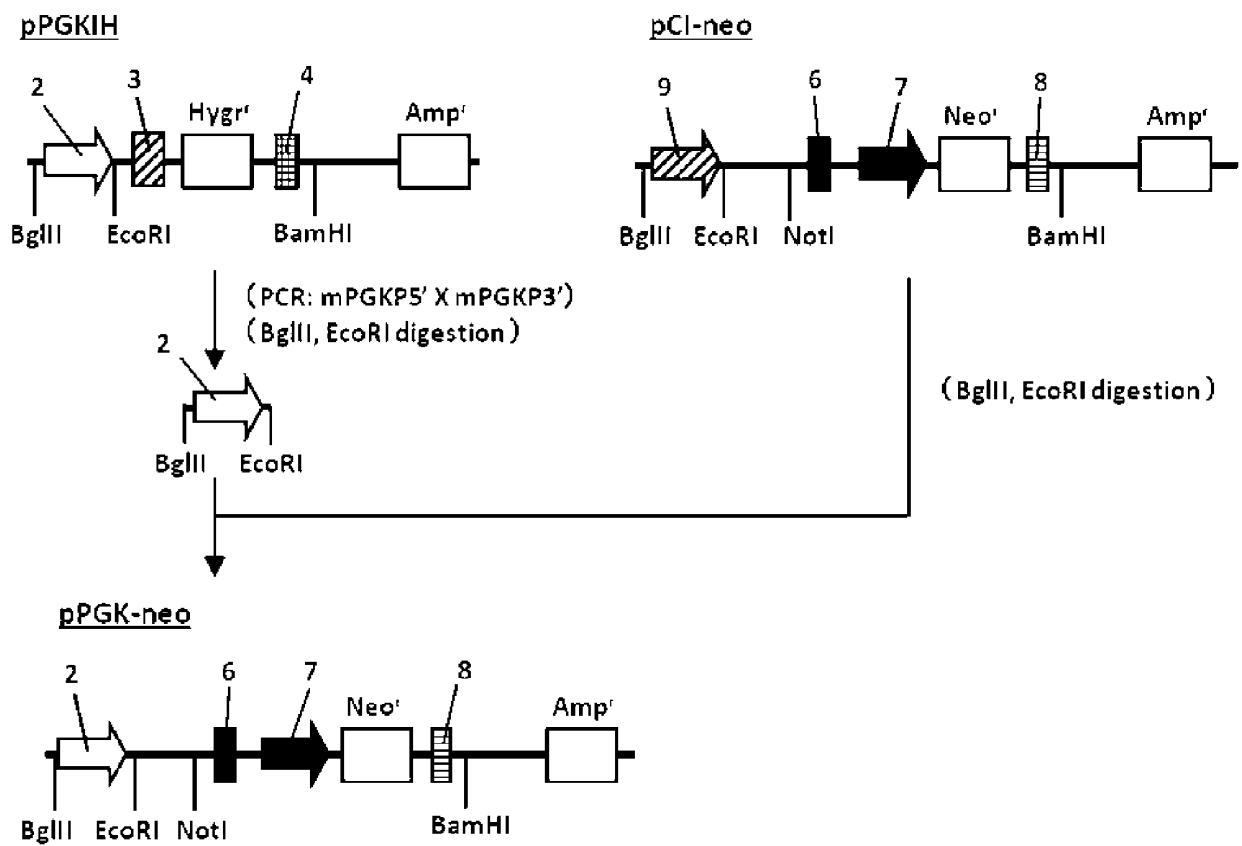 pPGKIH
2 3 Hygrʳ 4 Ampʳ
BglII EcoRI BamHI
pCI-neo
9 6 7 Neoʳ 8 Ampʳ
BglII EcoRI NotI BamHI
(PCR: mPGKP5' X mPGKP3')
(BglII, EcoRI digestion)
2
BglII EcoRI
(BglII, EcoRI digestion)
pPGK-neo
2 6 7 Neoʳ 8 Ampʳ
BglII EcoRI NotI BamHI